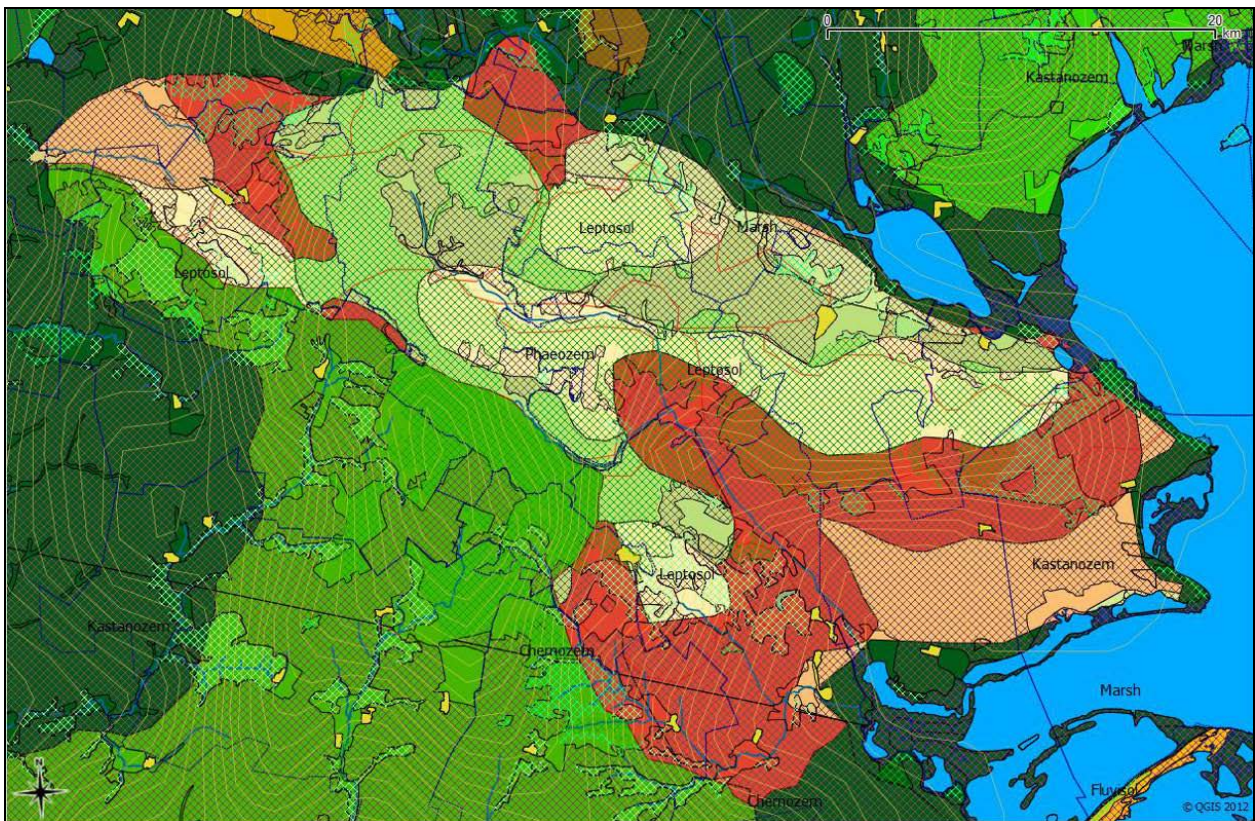 0
20
km
Marsh
Kastanozem
Leptosol
Marsh
Leptosol
Phaeozem
Leptosol
Leptosol
Kastanozem
Kastanozem
Chernozem
Marsh
N
Fluvisol
Chernozem
© QGIS 2012